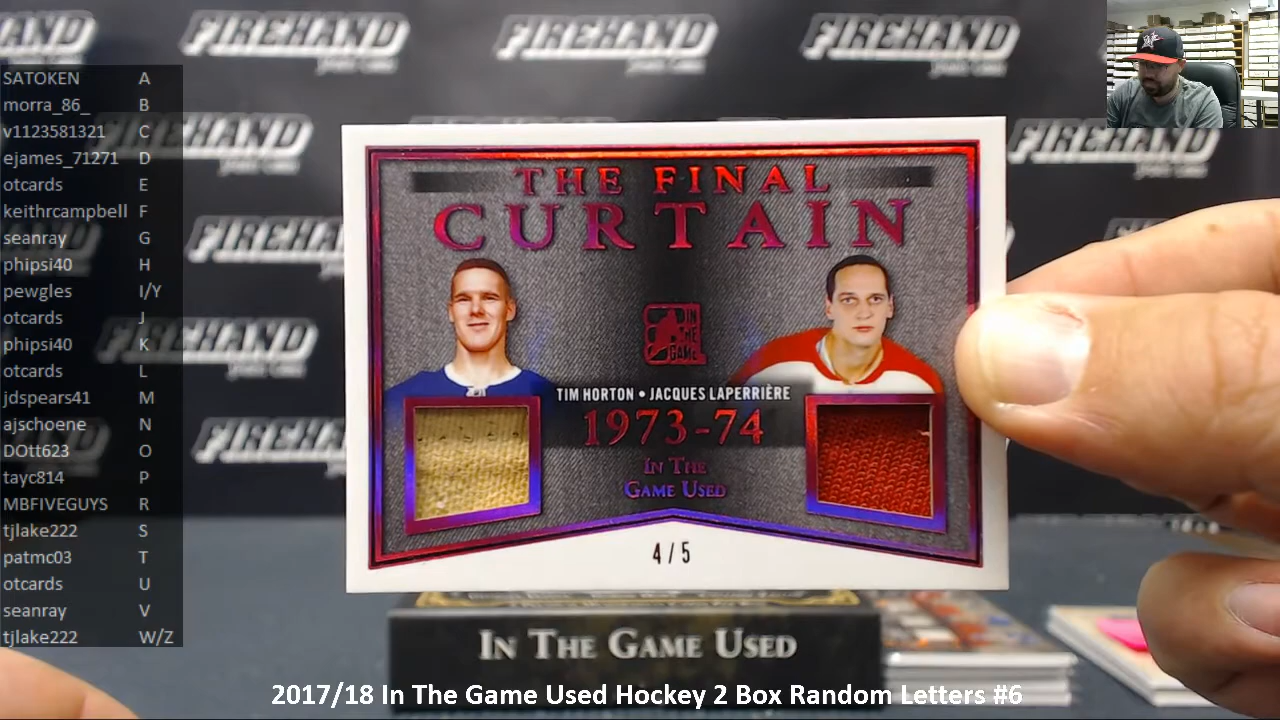 FIREHAND
FIREHAND
FIREHAND
SATOKEN A
morra_86_ B
v1123581321 C
ejames_71271 D
otcards E
keithrcampbell F
seanray G
phipsi40 H
pewgles I/Y
otcards J
phipsi40 K
otcards L
jdspears41 M
ajschoene N
DOtt623 O
tayc814 P
MBFIVEGUYS R
tjlake222 S
patmc03 T
otcards U
seanray V
tjlake222 W/Z
THE FINAL
CURTAIN
IN
THE
GAME
TIM HORTON • JACQUES LAPERRIÈRE
1973-74
IN THE
GAME USED
4/5
IN THE GAME USED
2017/18 In The Game Used Hockey 2 Box Random Letters #6